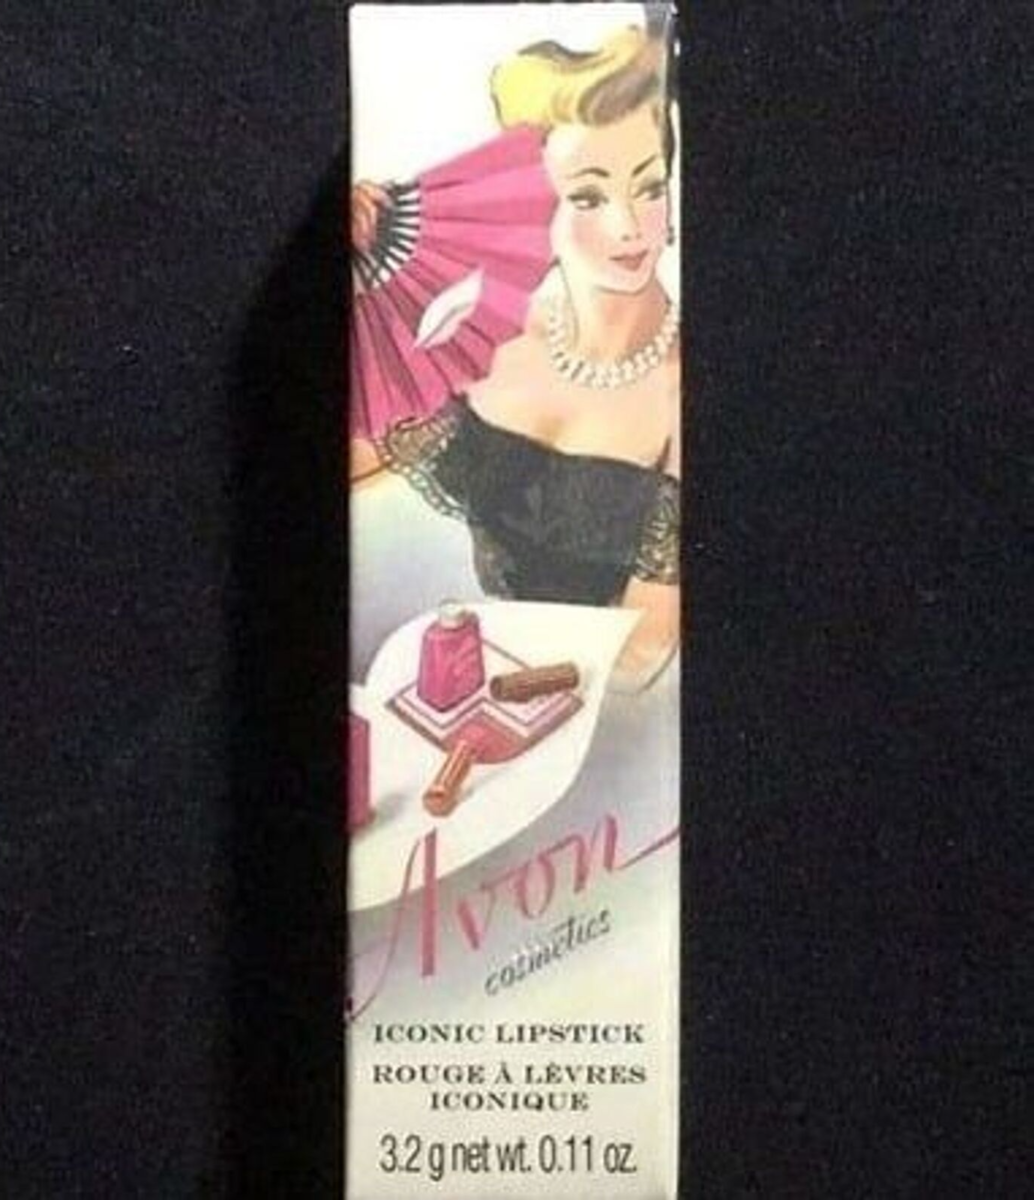 Avon
cosmetics
ICONIC LIPSTICK
ROUGE À LÈVRES
ICONIQUE
3.2 g net wt. 0.11 oz.